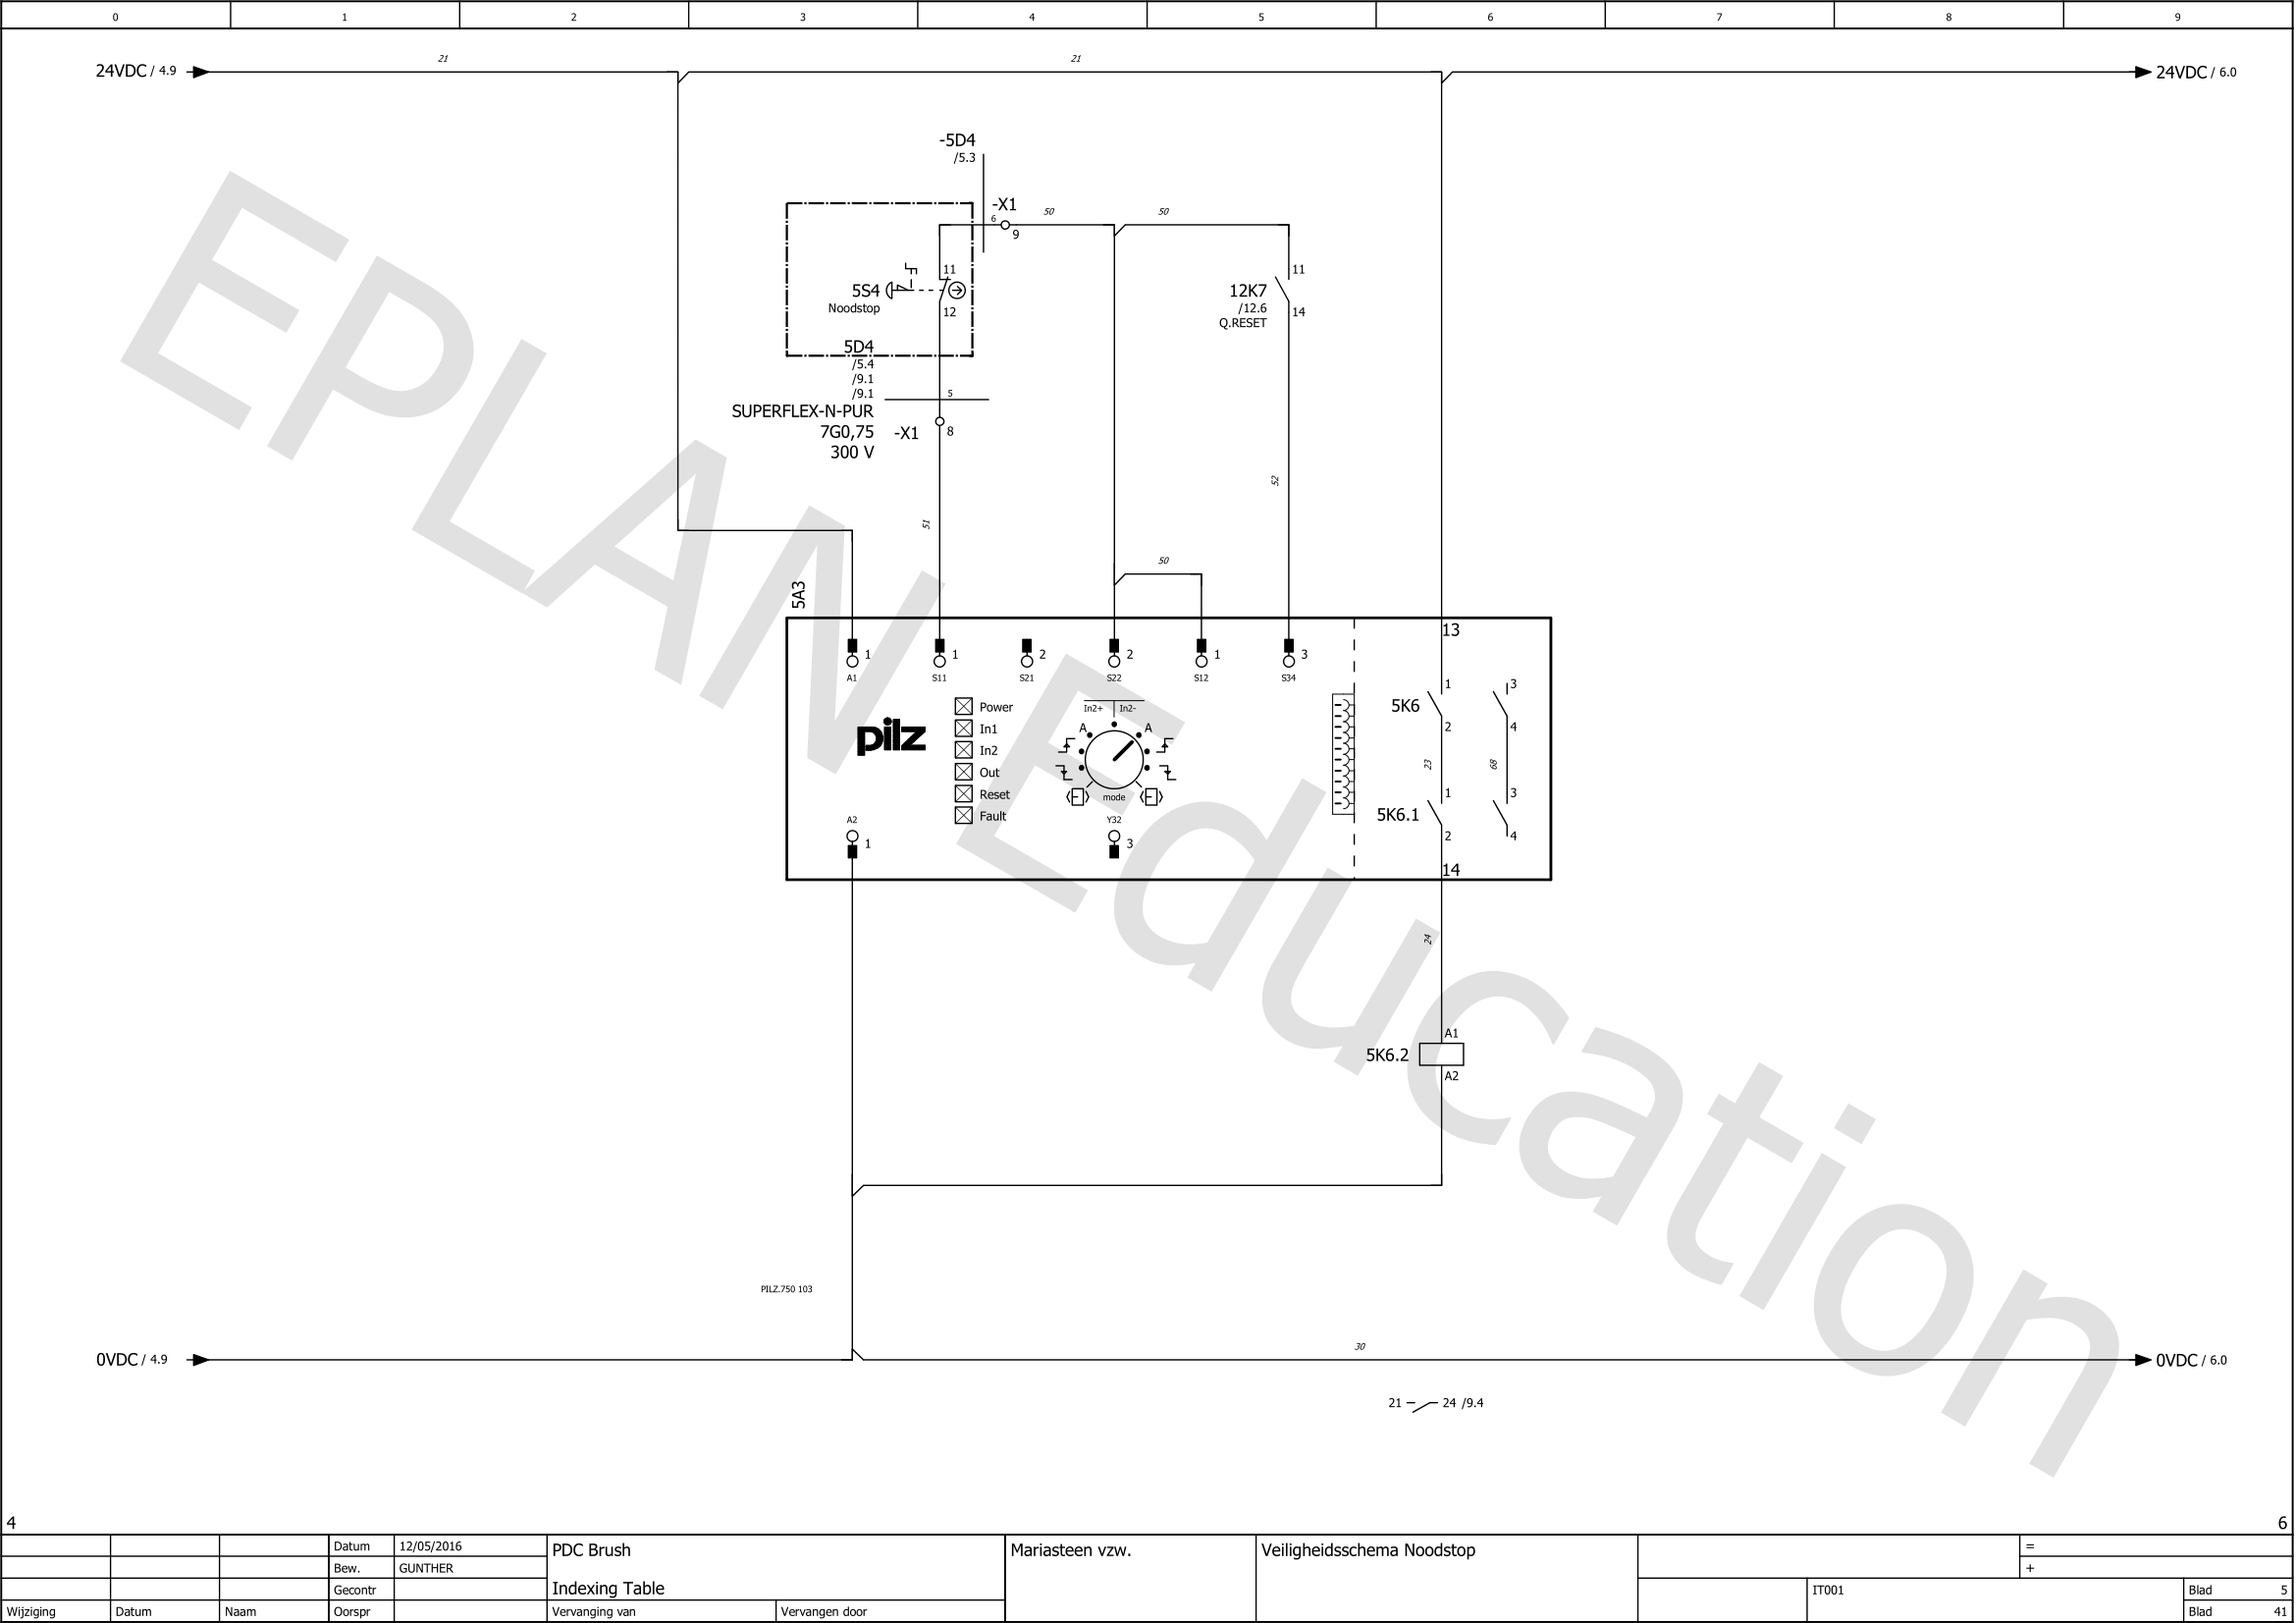 0 1 2 3 4 5 6 7 8 9
21 21
24VDC / 4.9 24VDC / 6.0
-5D4
/5.3
-X1
6 9
50 50
11
5S4
Noodstop
12
11
12K7
/12.6
Q.RESET
14
5D4
/5.4
/9.1
/9.1
5
SUPERFLEX-N-PUR
7G0,75
300 V
-X1 8
52
51
50
5A3
13
1 1 2 2 1 3
A1 S11 S21 S22 S12 S34
pilz
Power
In1
In2
Out
Reset
Fault
In2+ In2-
A A
mode
5K6
1 3
2 4
23 68
5K6.1
1 3
2 4
A2 1
Y32 3
14
24
A1
5K6.2
A2
PILZ.750 103
30
0VDC / 4.9 0VDC / 6.0
21 24 /9.4
EPLAN Education
4 6
Datum 12/05/2016
Bew. GUNTHER
Gecontr
Wijziging Datum Naam Oorspr
PDC Brush
Indexing Table
Vervanging van Vervangen door
Mariasteen vzw.
Veiligheidsschema Noodstop
=
+
IT001
Blad 5
Blad 41